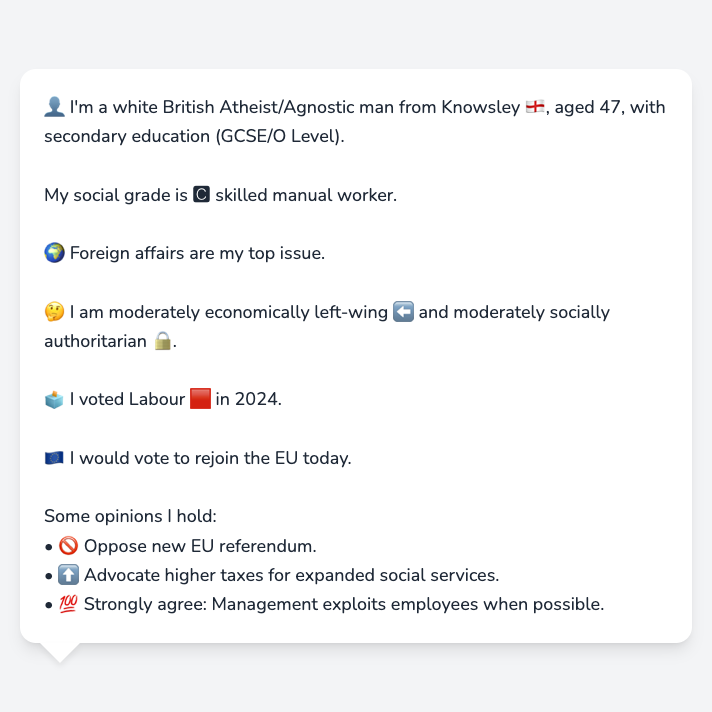 👤 I'm a white British Atheist/Agnostic man from Knowsley 🏴󠁧󠁢󠁥󠁮󠁧󠁿, aged 47, with
secondary education (GCSE/O Level).
My social grade is 🅲 skilled manual worker.
🌍 Foreign affairs are my top issue.
🤔 I am moderately economically left-wing ⬅️ and moderately socially
authoritarian 🔒.
🗳️ I voted Labour 🟥 in 2024.
🇪🇺 I would vote to rejoin the EU today.
Some opinions I hold:
• 🚫 Oppose new EU referendum.
• ⬆️ Advocate higher taxes for expanded social services.
• 💯 Strongly agree: Management exploits employees when possible.